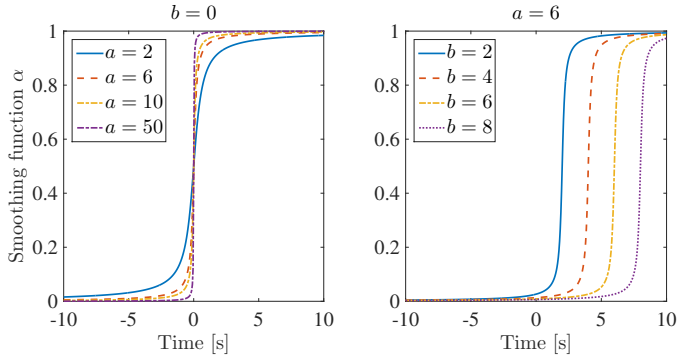 b = 0
a = 6
Smoothing function α
1
0.8
0.6
0.4
0.2
0
-10
-5
0
5
10
Time [s]
a = 2
a = 6
a = 10
a = 50
1
0.8
0.6
0.4
0.2
0
-10
-5
0
5
10
Time [s]
b = 2
b = 4
b = 6
b = 8